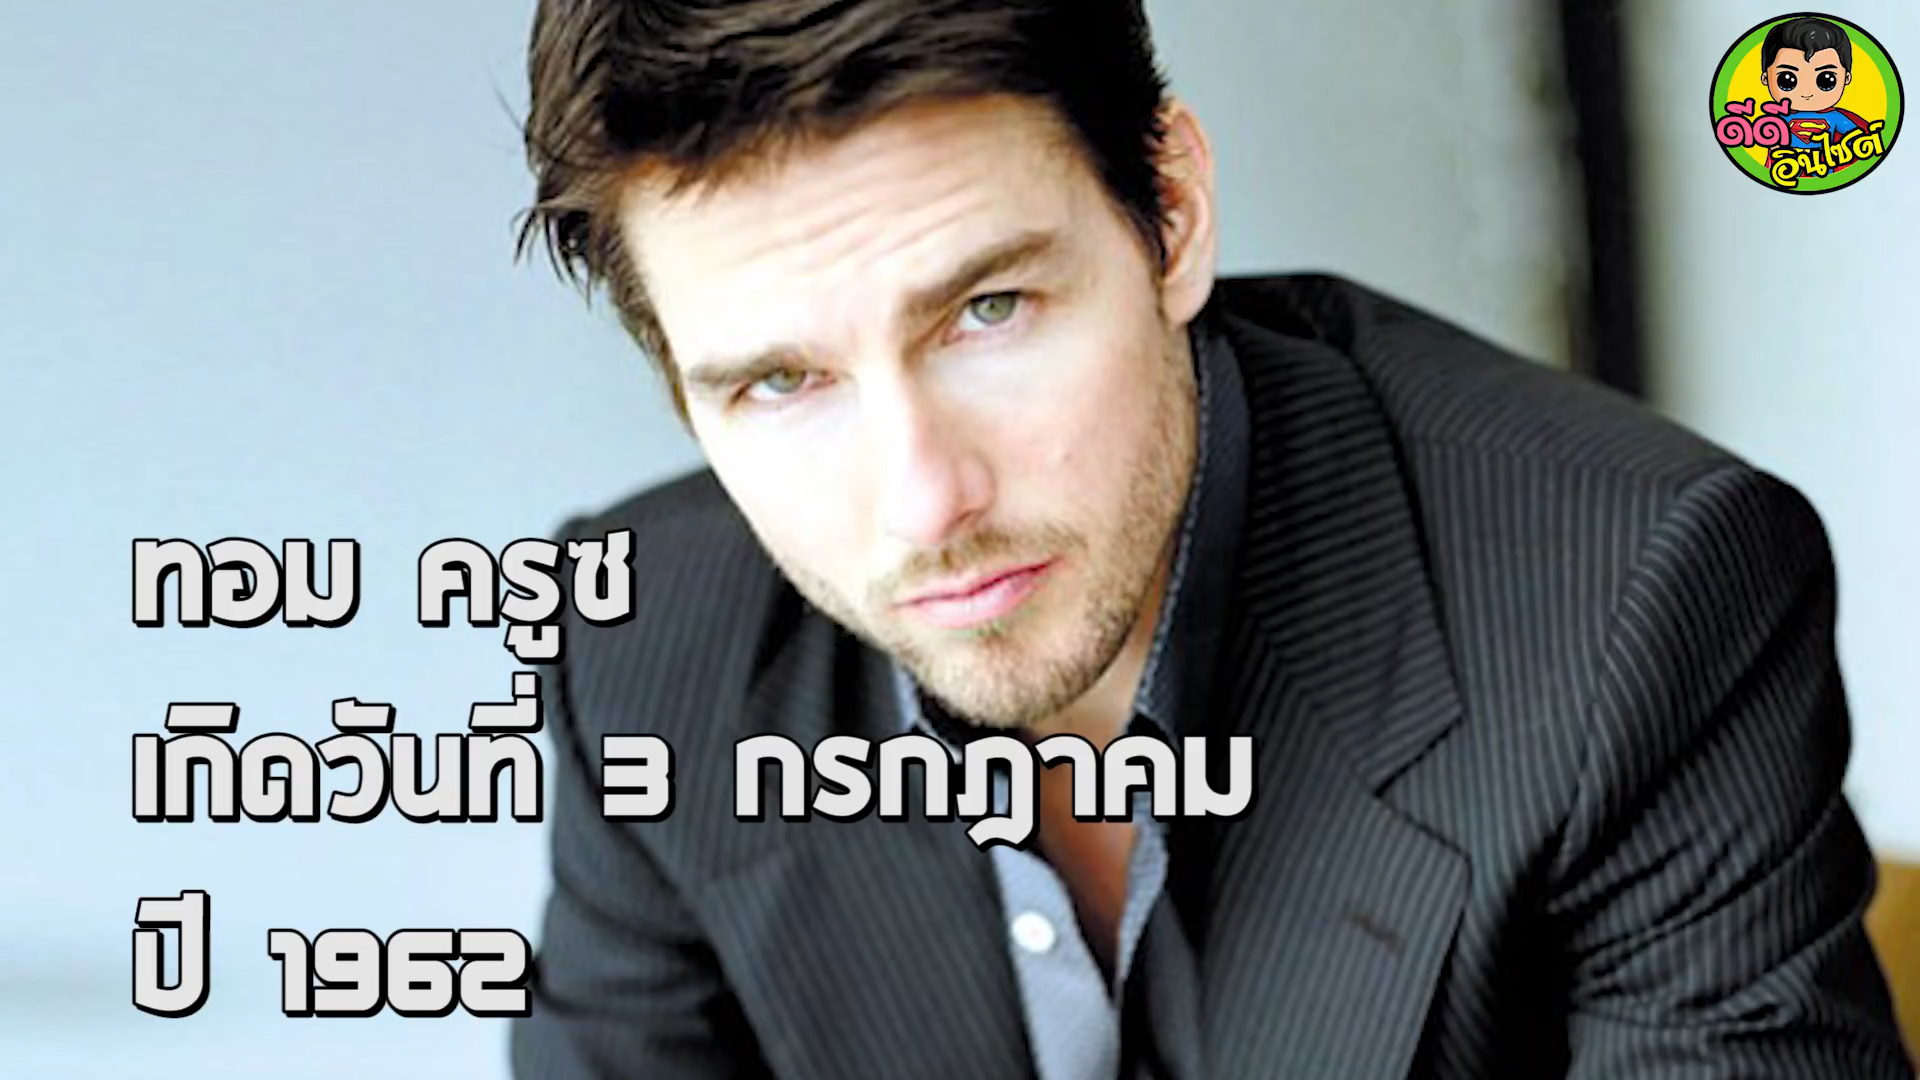 ดีดี
อินไซต์
ทอม ครูซ
เกิดวันที่ 3 กรกฎาคม
ปี 1962